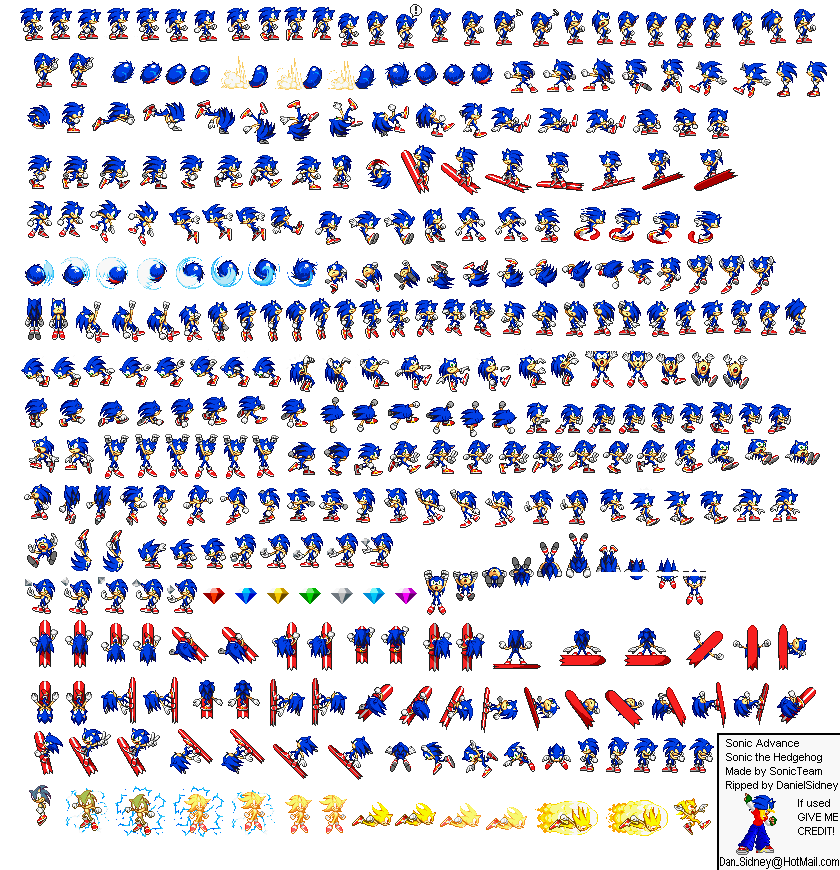 !
Sonic Advance
Sonic the Hedgehog
Made by SonicTeam
Ripped by DanielSidney
If used
GIVE ME
CREDIT!
Dan_Sidney@HotMail.com